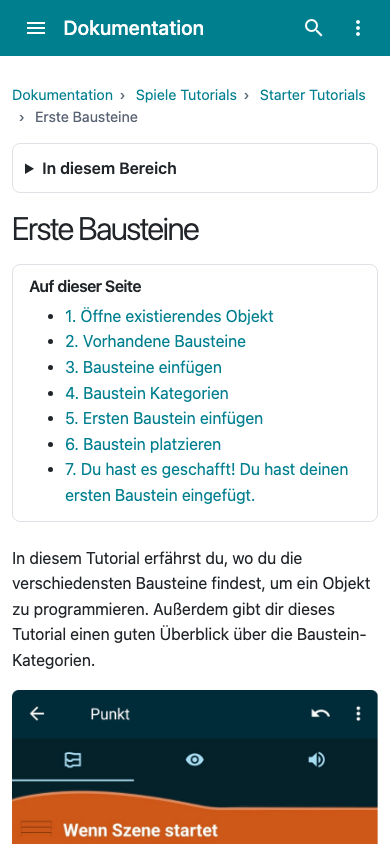 Dokumentation
Dokumentation › Spiele Tutorials › Starter Tutorials
› Erste Bausteine
In diesem Bereich
Erste Bausteine
Auf dieser Seite
1. Öffne existierendes Objekt
2. Vorhandene Bausteine
3. Bausteine einfügen
4. Baustein Kategorien
5. Ersten Baustein einfügen
6. Baustein platzieren
7. Du hast es geschafft! Du hast deinen
ersten Baustein eingefügt.
In diesem Tutorial erfährst du, wo du die
verschiedensten Bausteine findest, um ein Objekt
zu programmieren. Außerdem gibt dir dieses
Tutorial einen guten Überblick über die Baustein-
Kategorien.
Punkt
Wenn Szene startet